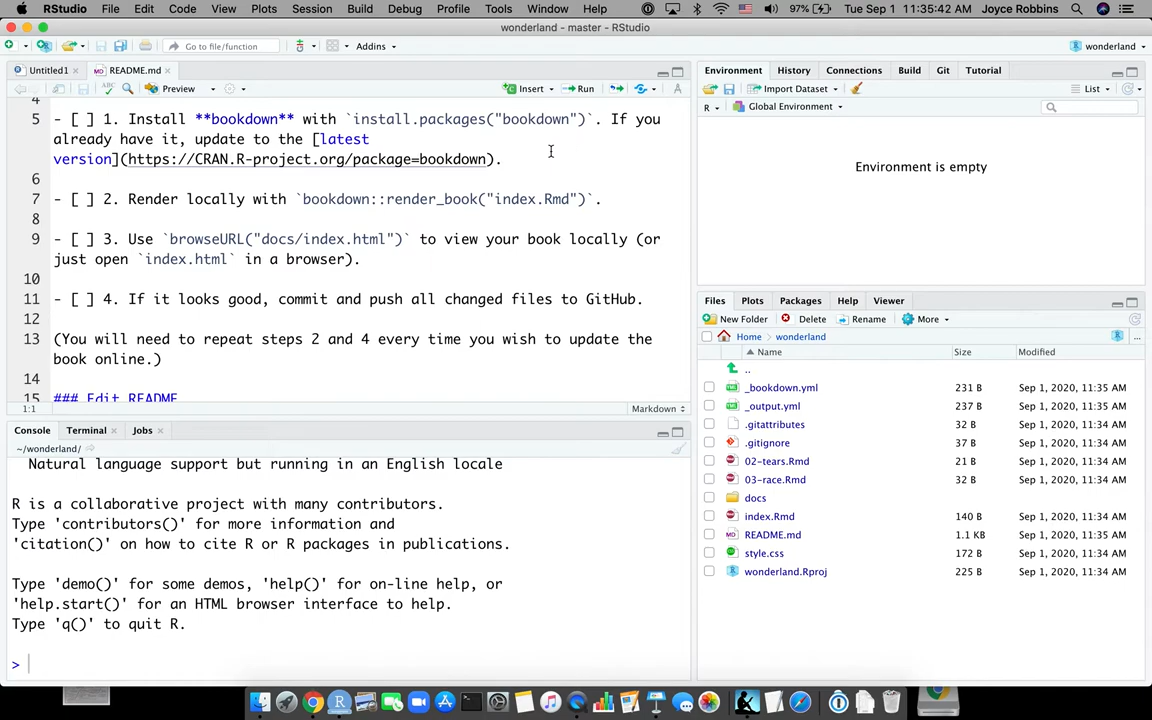 RStudio File Edit Code View Plots Session Build Debug Profile Tools Window Help 97% Tue Sep 1 11:35:42 AM Joyce Robbins
wonderland - master - RStudio
Go to file/function Addins wonderland
Untitled1 README.md
ABC Preview Insert Run
4
5 - [ ] 1. Install **bookdown** with `install.packages("bookdown")`. If you
already have it, update to the [latest
version](https://CRAN.R-project.org/package=bookdown).
6
7 - [ ] 2. Render locally with `bookdown::render_book("index.Rmd")`.
8
9 - [ ] 3. Use `browseURL("docs/index.html")` to view your book locally (or
just open `index.html` in a browser).
10
11 - [ ] 4. If it looks good, commit and push all changed files to GitHub.
12
13 (You will need to repeat steps 2 and 4 every time you wish to update the
book online.)
14
15 ### Edit README
1:1 Markdown
Console Terminal Jobs
~/wonderland/
Natural language support but running in an English locale
R is a collaborative project with many contributors.
Type 'contributors()' for more information and
'citation()' on how to cite R or R packages in publications.
Type 'demo()' for some demos, 'help()' for on-line help, or
'help.start()' for an HTML browser interface to help.
Type 'q()' to quit R.
>
Environment History Connections Build Git Tutorial
Import Dataset List
R Global Environment
Environment is empty
Files Plots Packages Help Viewer
New Folder Delete Rename More
Home wonderland ...
Name Size Modified
..
_bookdown.yml 231 B Sep 1, 2020, 11:35 AM
_output.yml 237 B Sep 1, 2020, 11:35 AM
.gitattributes 32 B Sep 1, 2020, 11:34 AM
.gitignore 37 B Sep 1, 2020, 11:34 AM
02-tears.Rmd 21 B Sep 1, 2020, 11:34 AM
03-race.Rmd 32 B Sep 1, 2020, 11:34 AM
docs
index.Rmd 140 B Sep 1, 2020, 11:34 AM
README.md 1.1 KB Sep 1, 2020, 11:35 AM
style.css 172 B Sep 1, 2020, 11:34 AM
wonderland.Rproj 225 B Sep 1, 2020, 11:34 AM